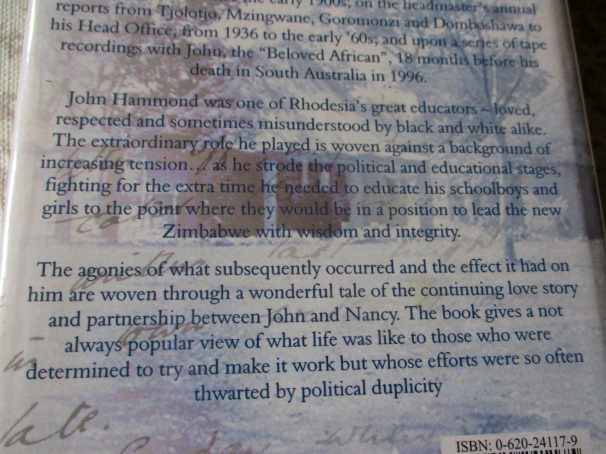 the early 1900s; on the headmaster's annual
reports from Tjolotjo, Mzingwane, Goromonzi and Domboshawa to
his Head Office, from 1936 to the early '60s; and upon a series of tape
recordings with John, the "Beloved African", 18 months before his
death in South Australia in 1996.
John Hammond was one of Rhodesia's great educators – loved,
respected and sometimes misunderstood by black and white alike.
The extraordinary role he played is woven against a background of
increasing tension... as he strode the political and educational stages,
fighting for the extra time he needed to educate his schoolboys and
girls to the point where they would be in a position to lead the new
Zimbabwe with wisdom and integrity.
The agonies of what subsequently occurred and the effect it had on
him are woven through a wonderful tale of the continuing love story
and partnership between John and Nancy. The book gives a not
always popular view of what life was like to those who were
determined to try and make it work but whose efforts were so often
thwarted by political duplicity
late.
ISBN: 0-620-24117-9